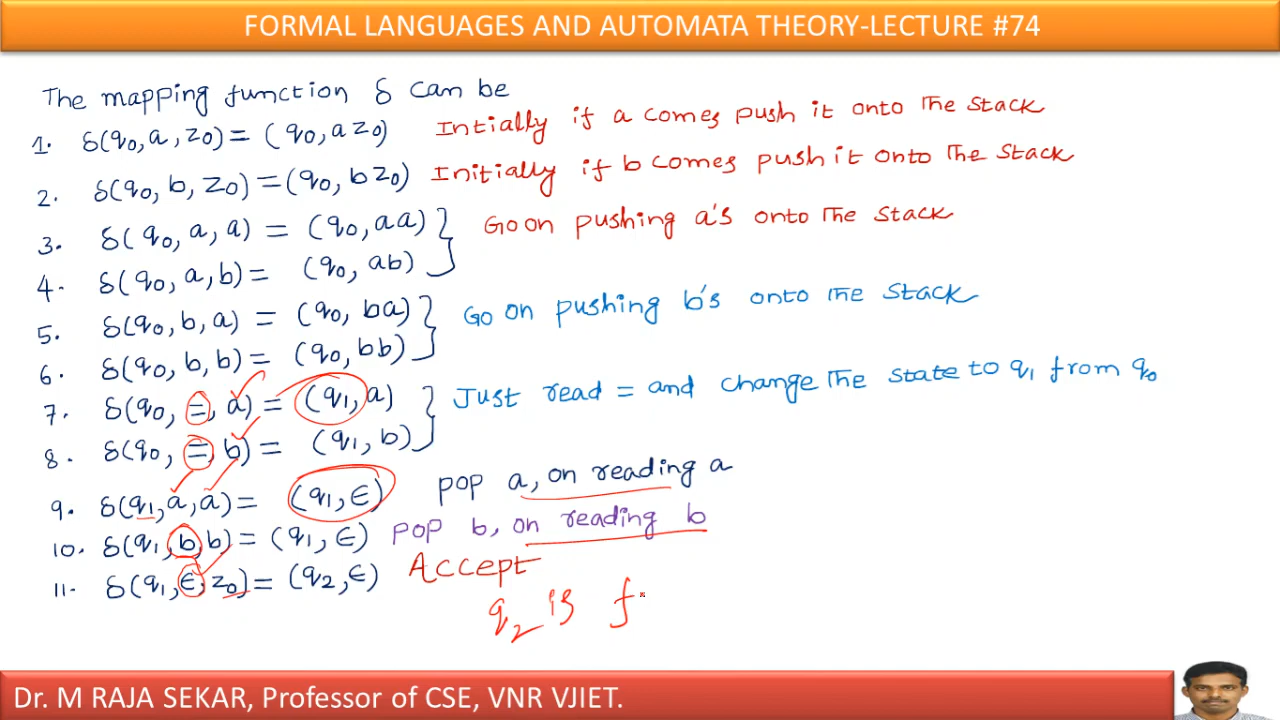 FORMAL LANGUAGES AND AUTOMATA THEORY-LECTURE #74
The mapping function δ can be
1. δ(q0, a, z0) = (q0, a z0) Intially if a comes push it onto The stack
2. δ(q0, b, z0) = (q0, b z0) Initially if b comes push it onto The stack
3. δ(q0, a, a) = (q0, aa) Go on pushing a's onto The stack
4. δ(q0, a, b) = (q0, ab)
5. δ(q0, b, a) = (q0, ba) Go on pushing b's onto The stack
6. δ(q0, b, b) = (q0, bb)
7. δ(q0, =, a) = (q1, a) Just read = and change The state to q1 from q0
8. δ(q0, =, b) = (q1, b)
9. δ(q1, a, a) = (q1, ∈) pop a, on reading a
10. δ(q1, b, b) = (q1, ∈) pop b, on reading b
11. δ(q1, ∈, z0) = (q2, ∈) Accept
q2 is f
Dr. M RAJA SEKAR, Professor of CSE, VNR VJIET.